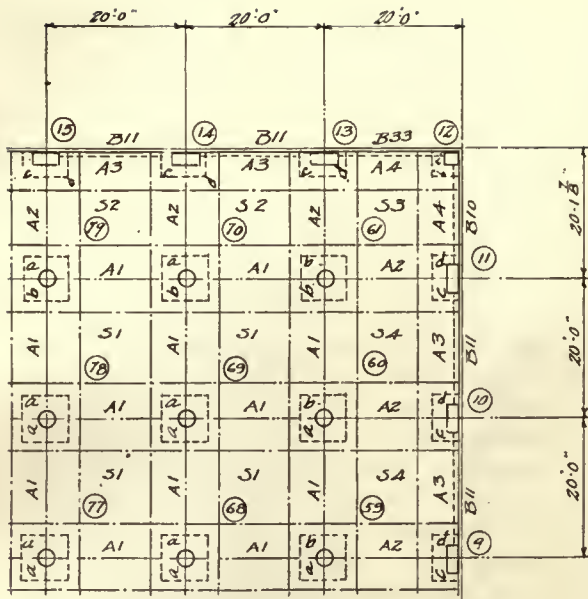 20'-0" 20'-0" 20'-0"
15 B11 14 B11 13 B33 12
c d A3 c d A3 c d A4 c
A2 S2 A2 S2 A2 S3 A4 B10 20-1 7/8"
79 70 61
11
a A1 a A1 b A2 d
b b b c
A1 S1 A1 S1 A1 S4 A3 B11 20'-0"
78 69 60
10
a A1 a A1 b A2 d
a a a c
A1 S1 A1 S1 A1 S4 A3 B11 20'-0"
77 68 59
9
a A1 a A1 b A2 d
a a a c